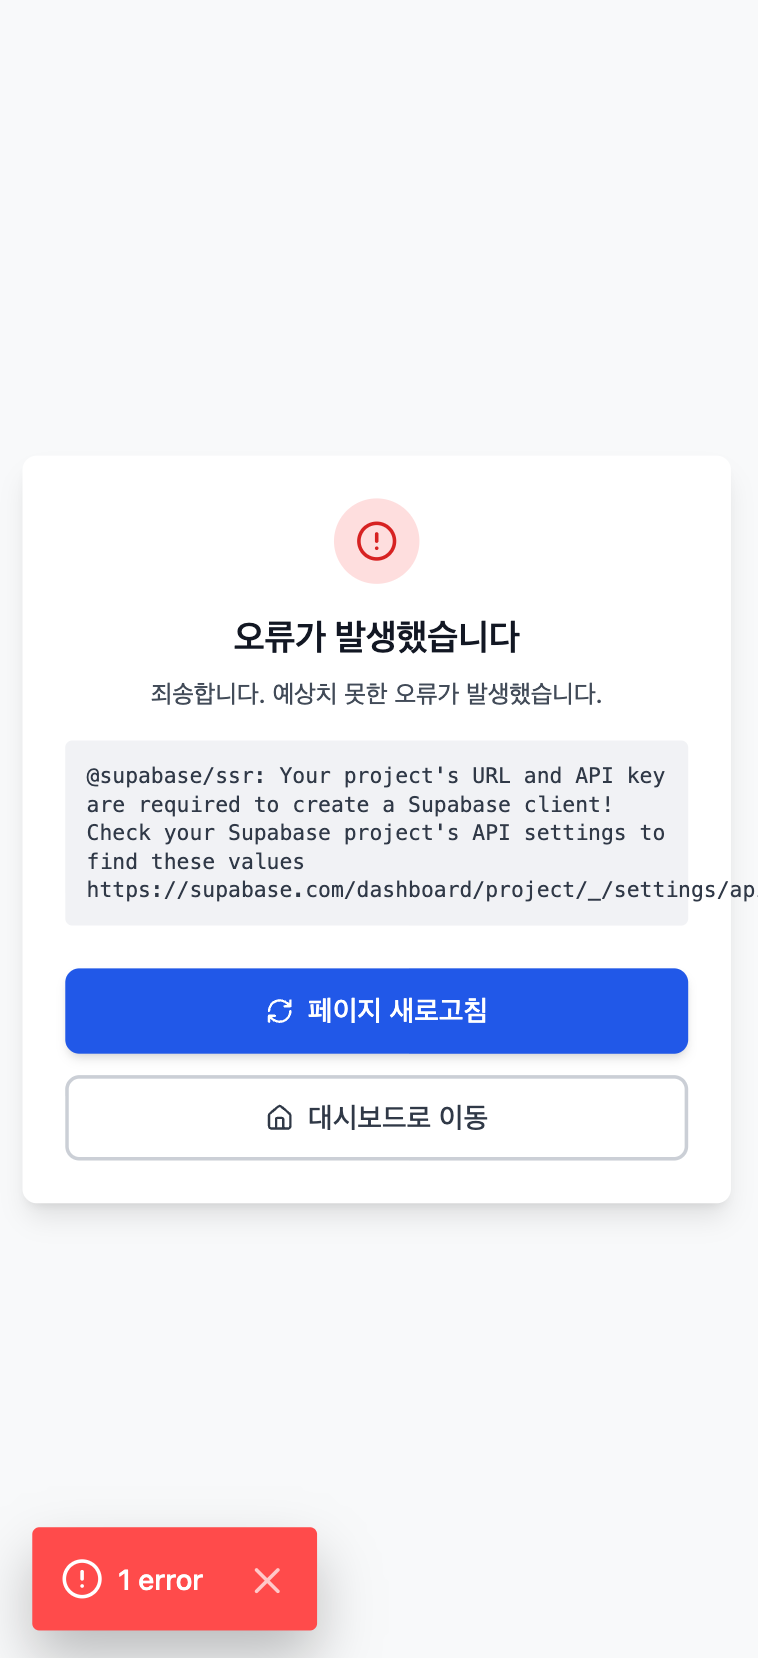 오류가 발생했습니다
죄송합니다. 예상치 못한 오류가 발생했습니다.
@supabase/ssr: Your project's URL and API key
are required to create a Supabase client!
Check your Supabase project's API settings to
find these values
https://supabase.com/dashboard/project/_/settings/api
페이지 새로고침
대시보드로 이동
1 error